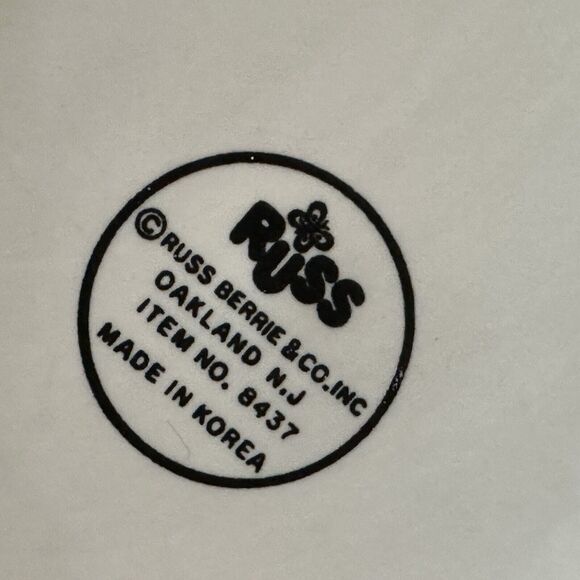 RUSS
©RUSS BERRIE & CO. INC
OAKLAND N.J
ITEM NO. 8437
MADE IN KOREA